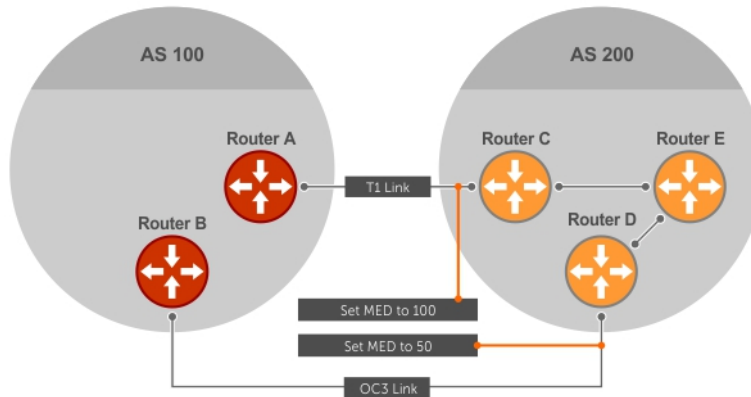 AS 100
AS 200
Router A
Router C
Router E
T1 Link
Router B
Router D
Set MED to 100
Set MED to 50
OC3 Link